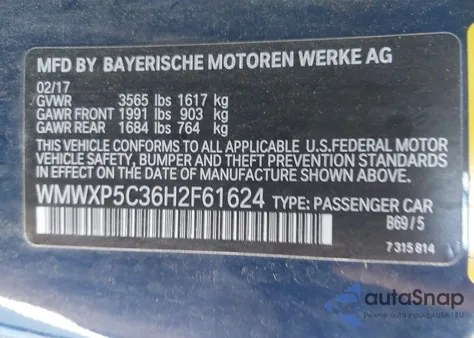 MFD BY BAYERISCHE MOTOREN WERKE AG
02/17
GVWR 3565 lbs 1617 kg
GAWR FRONT 1991 lbs 903 kg
GAWR REAR 1684 lbs 764 kg
THIS VEHICLE CONFORMS TO ALL APPLICABLE U.S.FEDERAL MOTOR
VEHICLE SAFETY, BUMPER AND THEFT PREVENTION STANDARDS IN
EFFECT ON THE DATE OF MANUFACTURE SHOWN ABOVE.
WMWXP5C36H2F61624 TYPE: PASSENGER CAR
B69/5
7 315 814
autoSnap